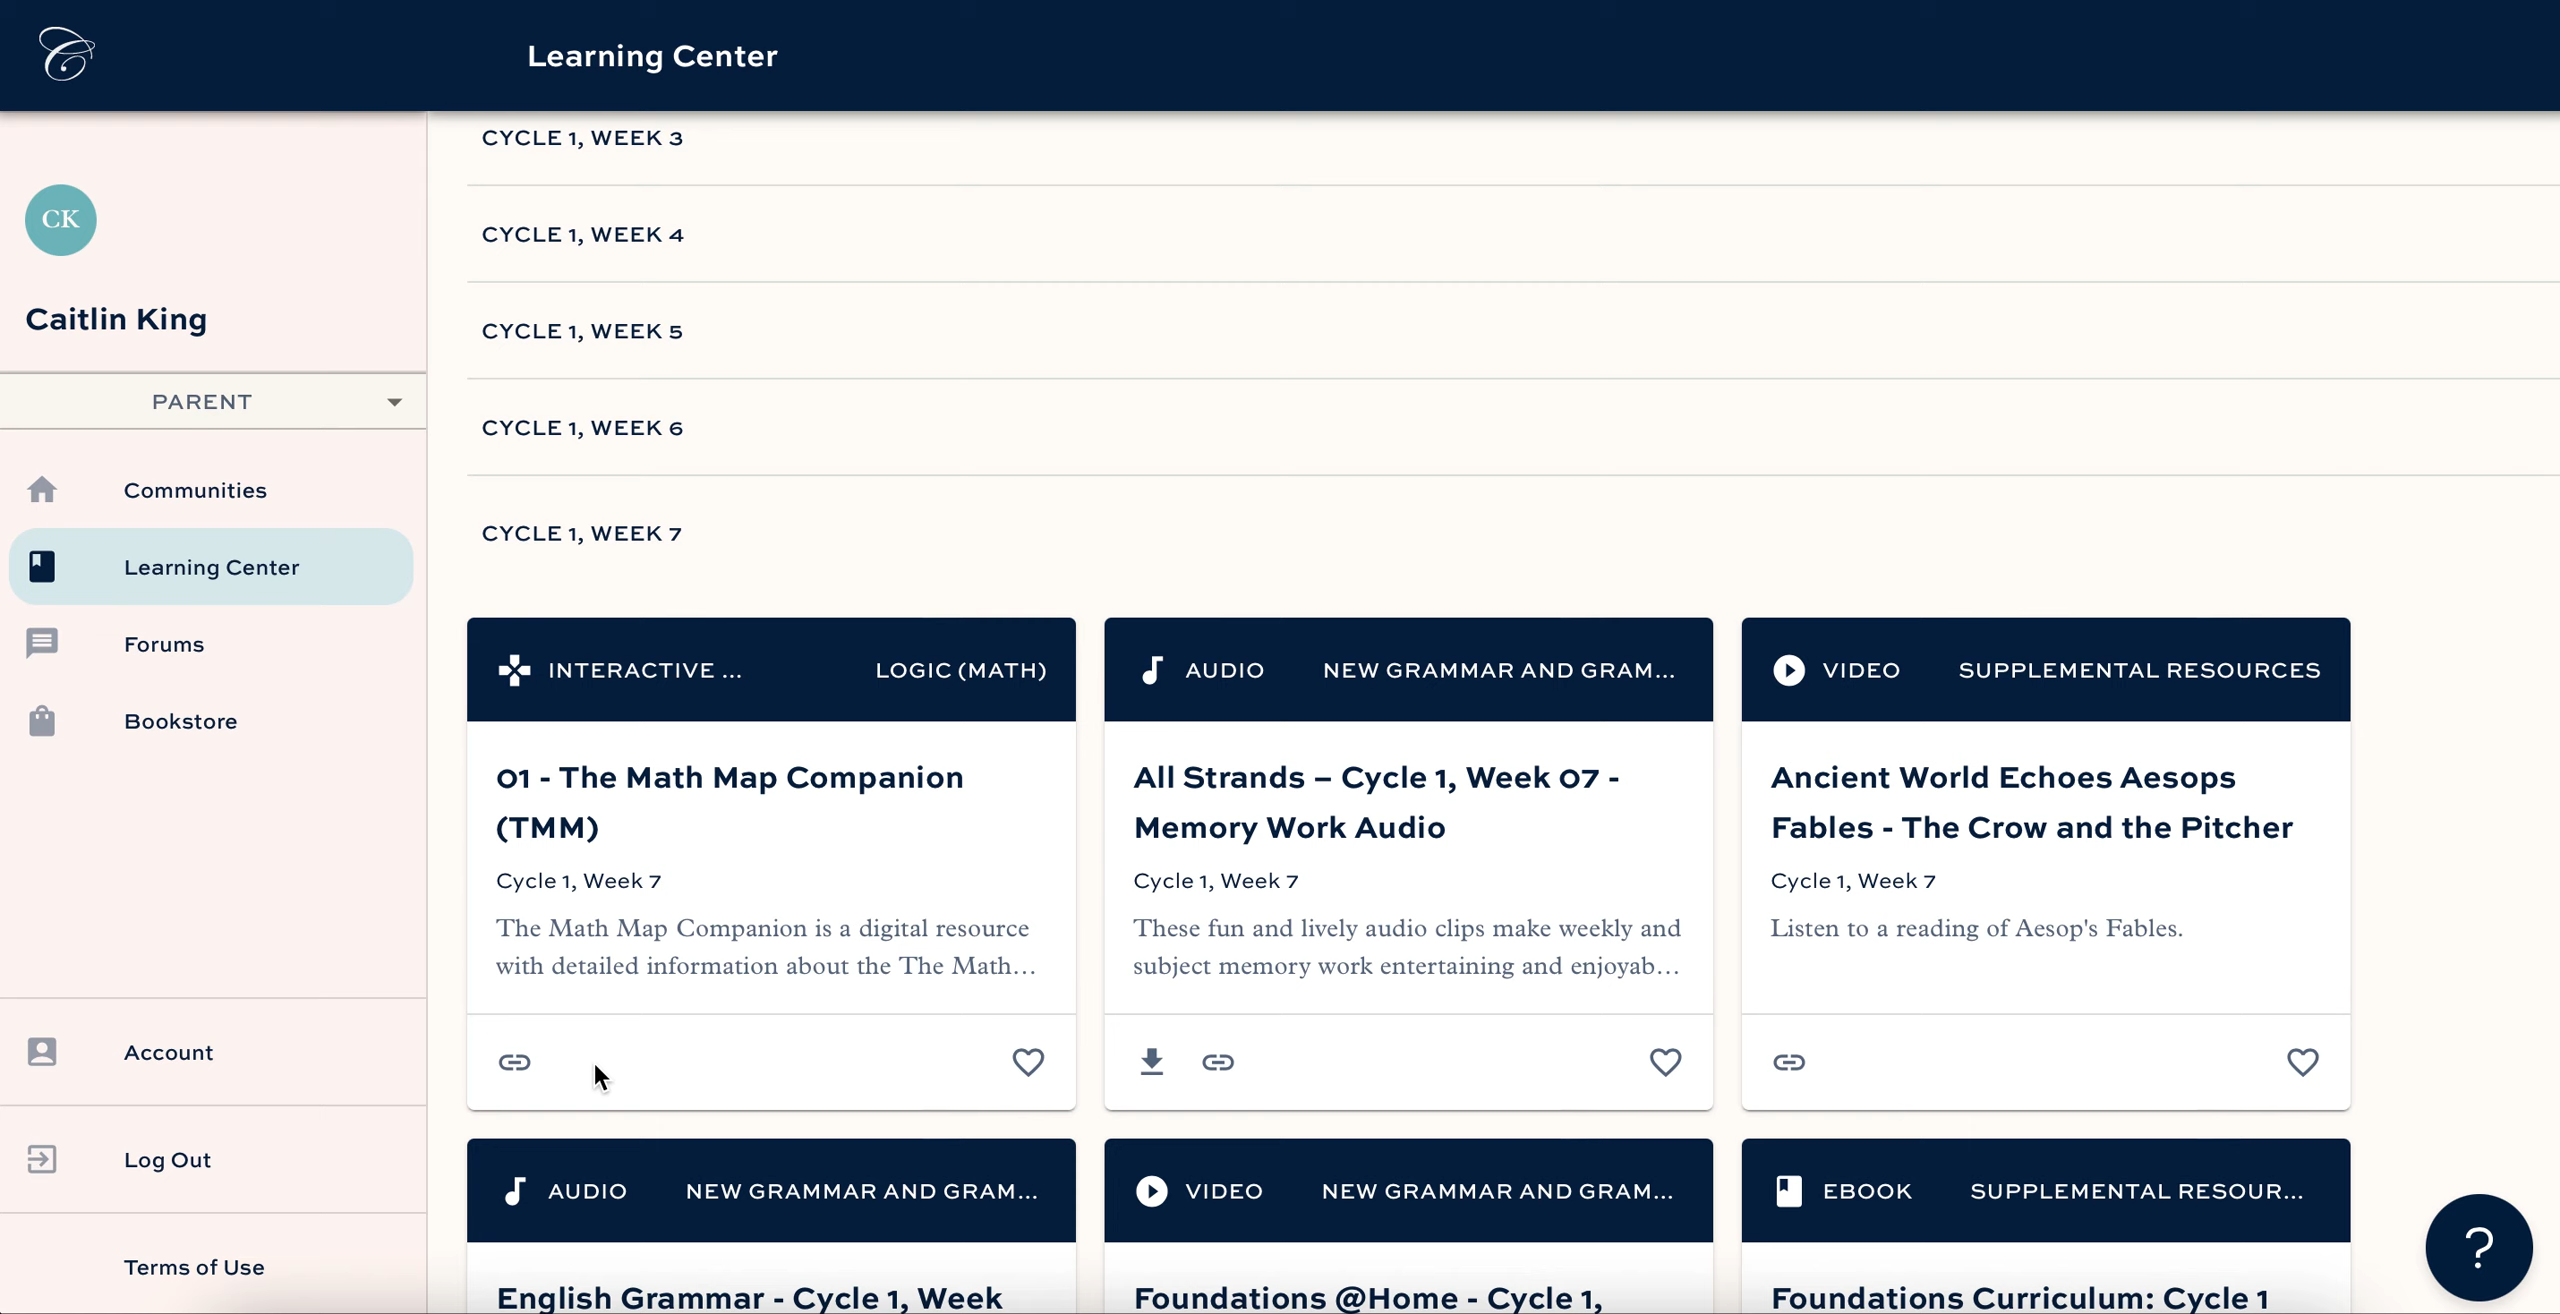 Learning Center
CK
Caitlin King
PARENT
Communities
Learning Center
Forums
Bookstore
Account
Log Out
Terms of Use
CYCLE 1, WEEK 3
CYCLE 1, WEEK 4
CYCLE 1, WEEK 5
CYCLE 1, WEEK 6
CYCLE 1, WEEK 7
INTERACTIVE ... LOGIC (MATH)
01 - The Math Map Companion
(TMM)
Cycle 1, Week 7
The Math Map Companion is a digital resource
with detailed information about the The Math...
AUDIO NEW GRAMMAR AND GRAM...
All Strands – Cycle 1, Week 07 -
Memory Work Audio
Cycle 1, Week 7
These fun and lively audio clips make weekly and
subject memory work entertaining and enjoyab...
VIDEO SUPPLEMENTAL RESOURCES
Ancient World Echoes Aesops
Fables - The Crow and the Pitcher
Cycle 1, Week 7
Listen to a reading of Aesop's Fables.
AUDIO NEW GRAMMAR AND GRAM...
English Grammar - Cycle 1, Week
VIDEO NEW GRAMMAR AND GRAM...
Foundations @Home - Cycle 1,
EBOOK SUPPLEMENTAL RESOUR...
Foundations Curriculum: Cycle 1
?